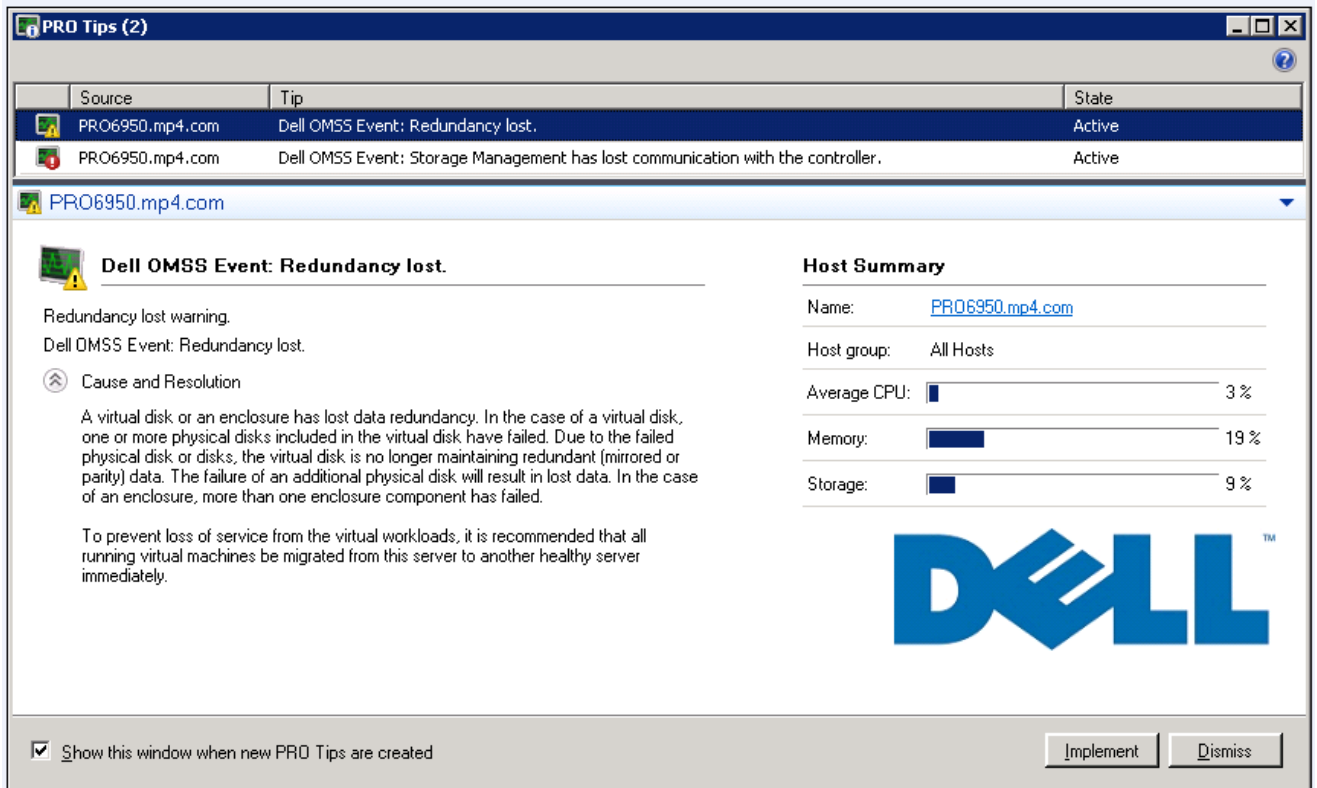 PRO Tips (2)
Source Tip State
PRO6950.mp4.com Dell OMSS Event: Redundancy lost. Active
PRO6950.mp4.com Dell OMSS Event: Storage Management has lost communication with the controller. Active
PRO6950.mp4.com
Dell OMSS Event: Redundancy lost.
Redundancy lost warning.
Dell OMSS Event: Redundancy lost.
Cause and Resolution
A virtual disk or an enclosure has lost data redundancy. In the case of a virtual disk,
one or more physical disks included in the virtual disk have failed. Due to the failed
physical disk or disks, the virtual disk is no longer maintaining redundant (mirrored or
parity) data. The failure of an additional physical disk will result in lost data. In the case
of an enclosure, more than one enclosure component has failed.
To prevent loss of service from the virtual workloads, it is recommended that all
running virtual machines be migrated from this server to another healthy server
immediately.
Host Summary
Name: PRO6950.mp4.com
Host group: All Hosts
Average CPU: 3 %
Memory: 19 %
Storage: 9 %
DELL™
Show this window when new PRO Tips are created
Implement Dismiss